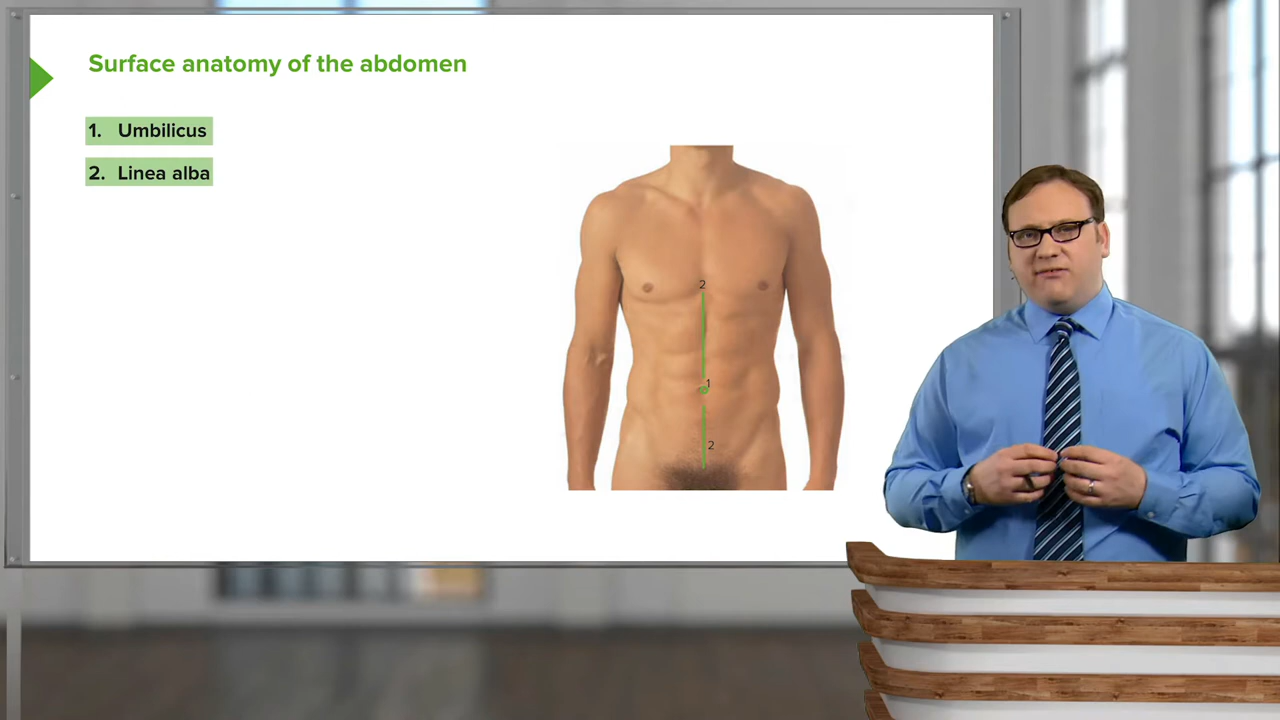 Surface anatomy of the abdomen
1. Umbilicus
2. Linea alba
2
1
2